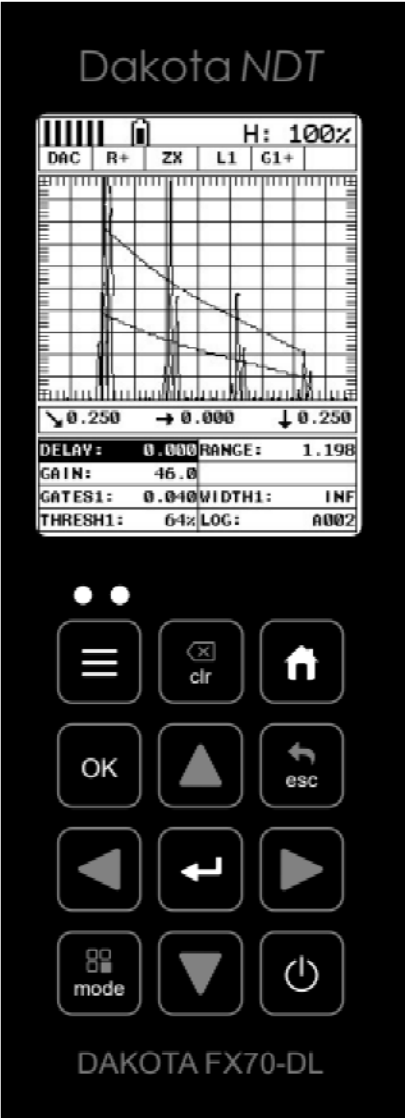 Dakota NDT
H: 100%
DAC R+ ZX L1 G1+
↘0.250 →0.000 ↓0.250
DELAY: 0.000 RANGE: 1.198
GAIN: 46.0
GATES1: 0.040 WIDTH1: INF
THRESH1: 64% LOG: A002
clr
OK
esc
mode
DAKOTA FX70-DL